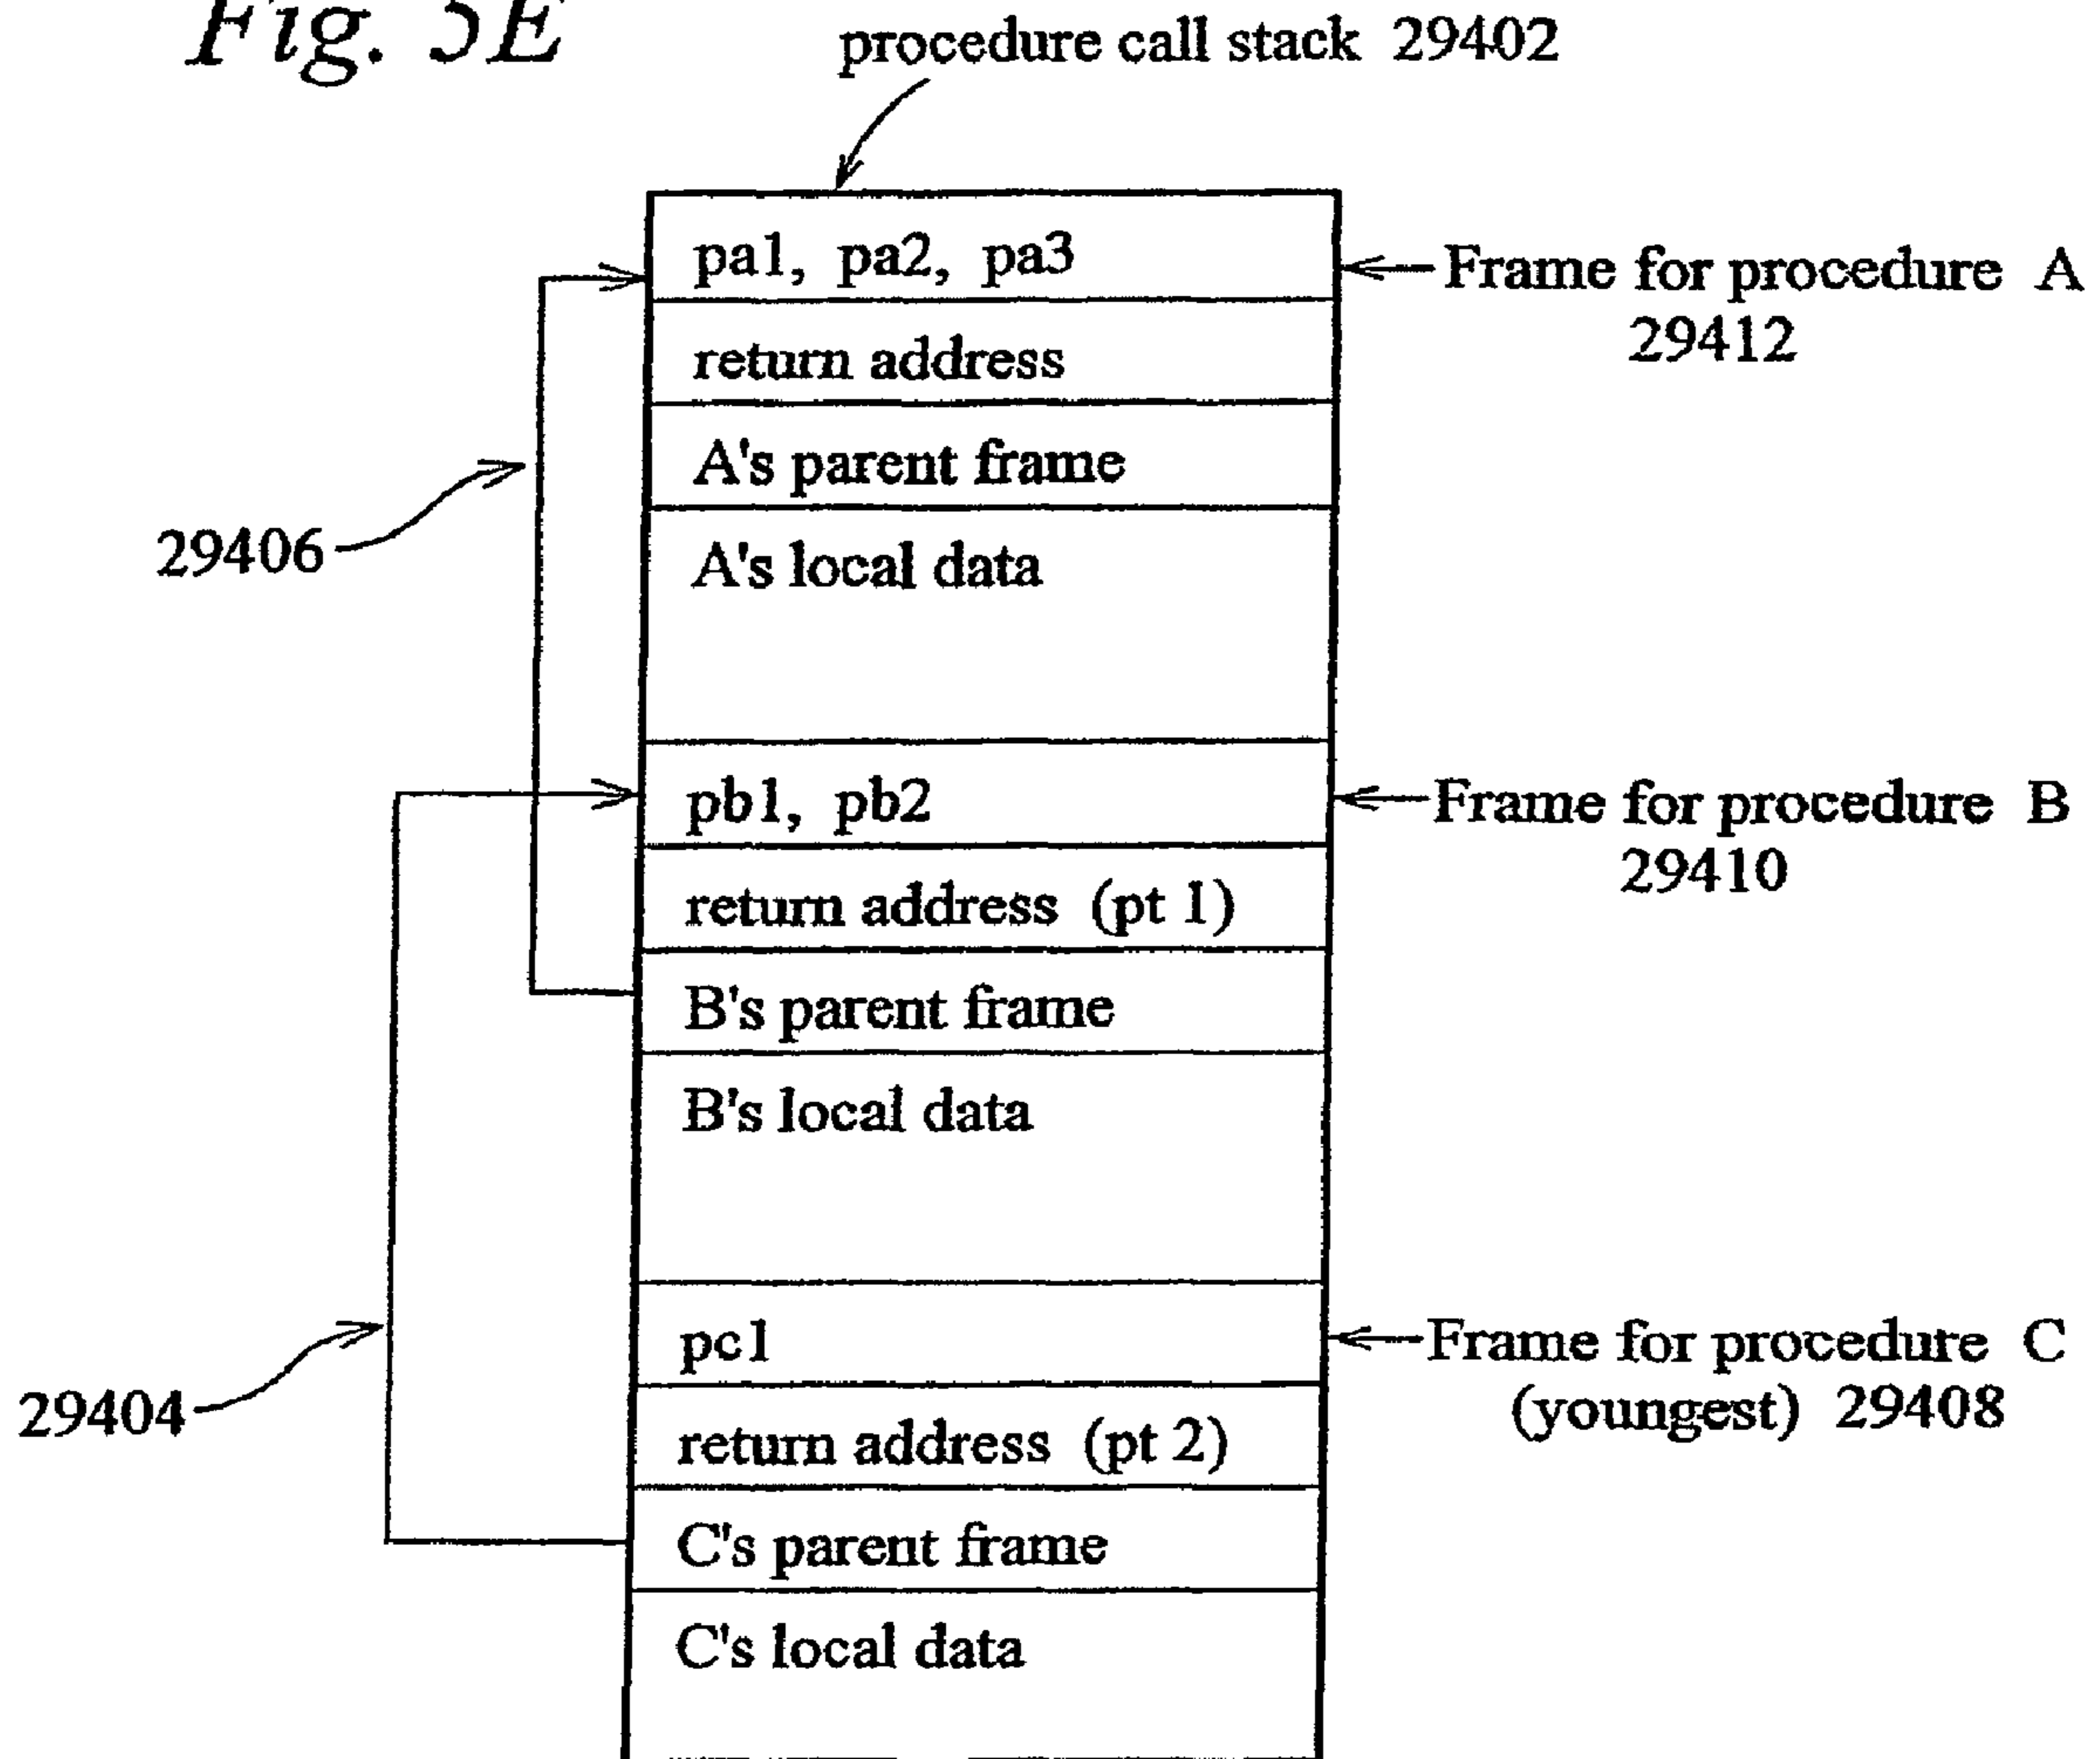 Fig. 5E
procedure call stack 29402
pa1, pa2, pa3
Frame for procedure A
29412
return address
A's parent frame
29406
A's local data
pb1, pb2
Frame for procedure B
29410
return address (pt 1)
B's parent frame
B's local data
pc1
Frame for procedure C
(youngest) 29408
29404
return address (pt 2)
C's parent frame
C's local data